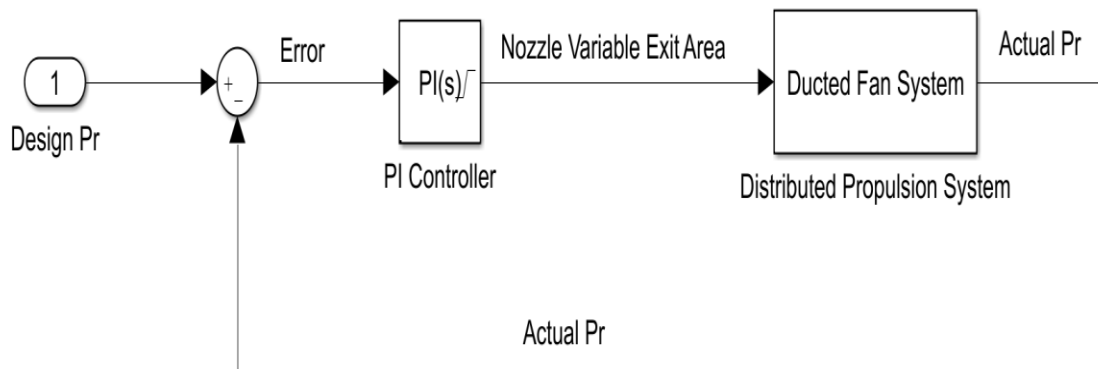 Error
Nozzle Variable Exit Area
Actual Pr
1
+
−
PI(s)
Ducted Fan System
Design Pr
PI Controller
Distributed Propulsion System
Actual Pr